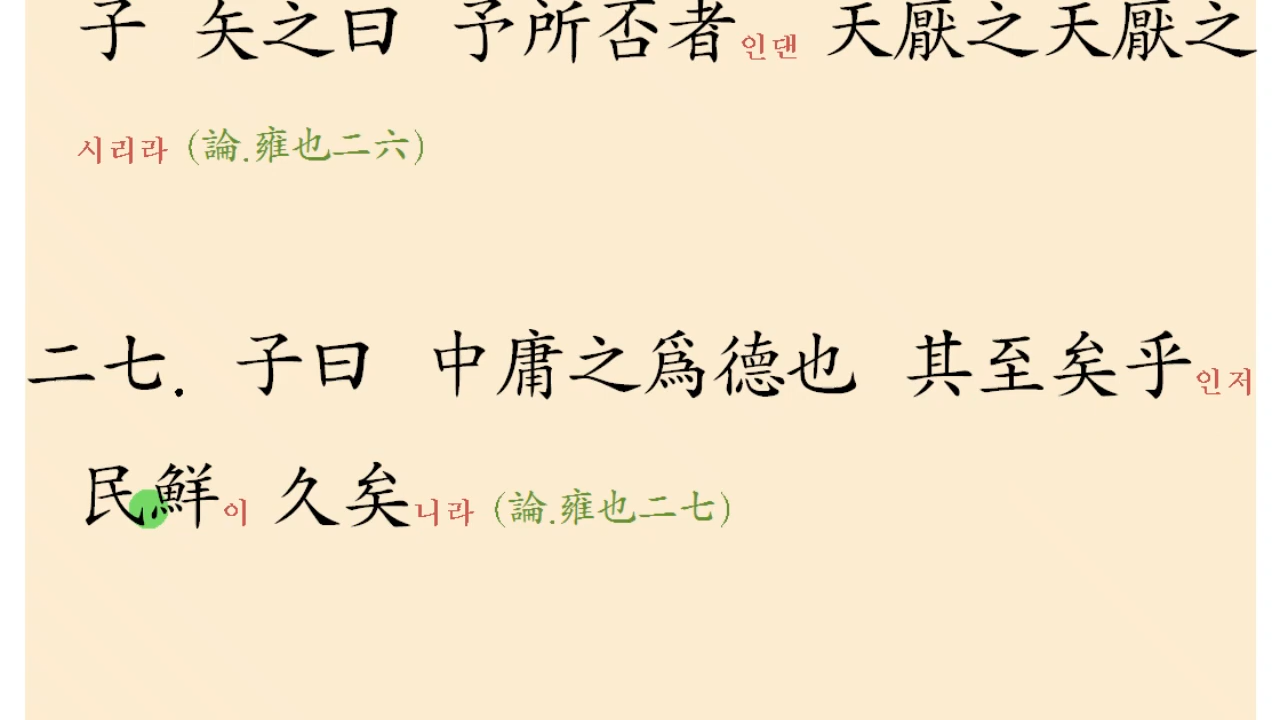 子 矢之曰 予所否者인댄 天厭之天厭之
시리라 (論.雍也二六)
二七. 子曰 中庸之爲德也 其至矣乎인저
民鮮이 久矣니라 (論.雍也二七)